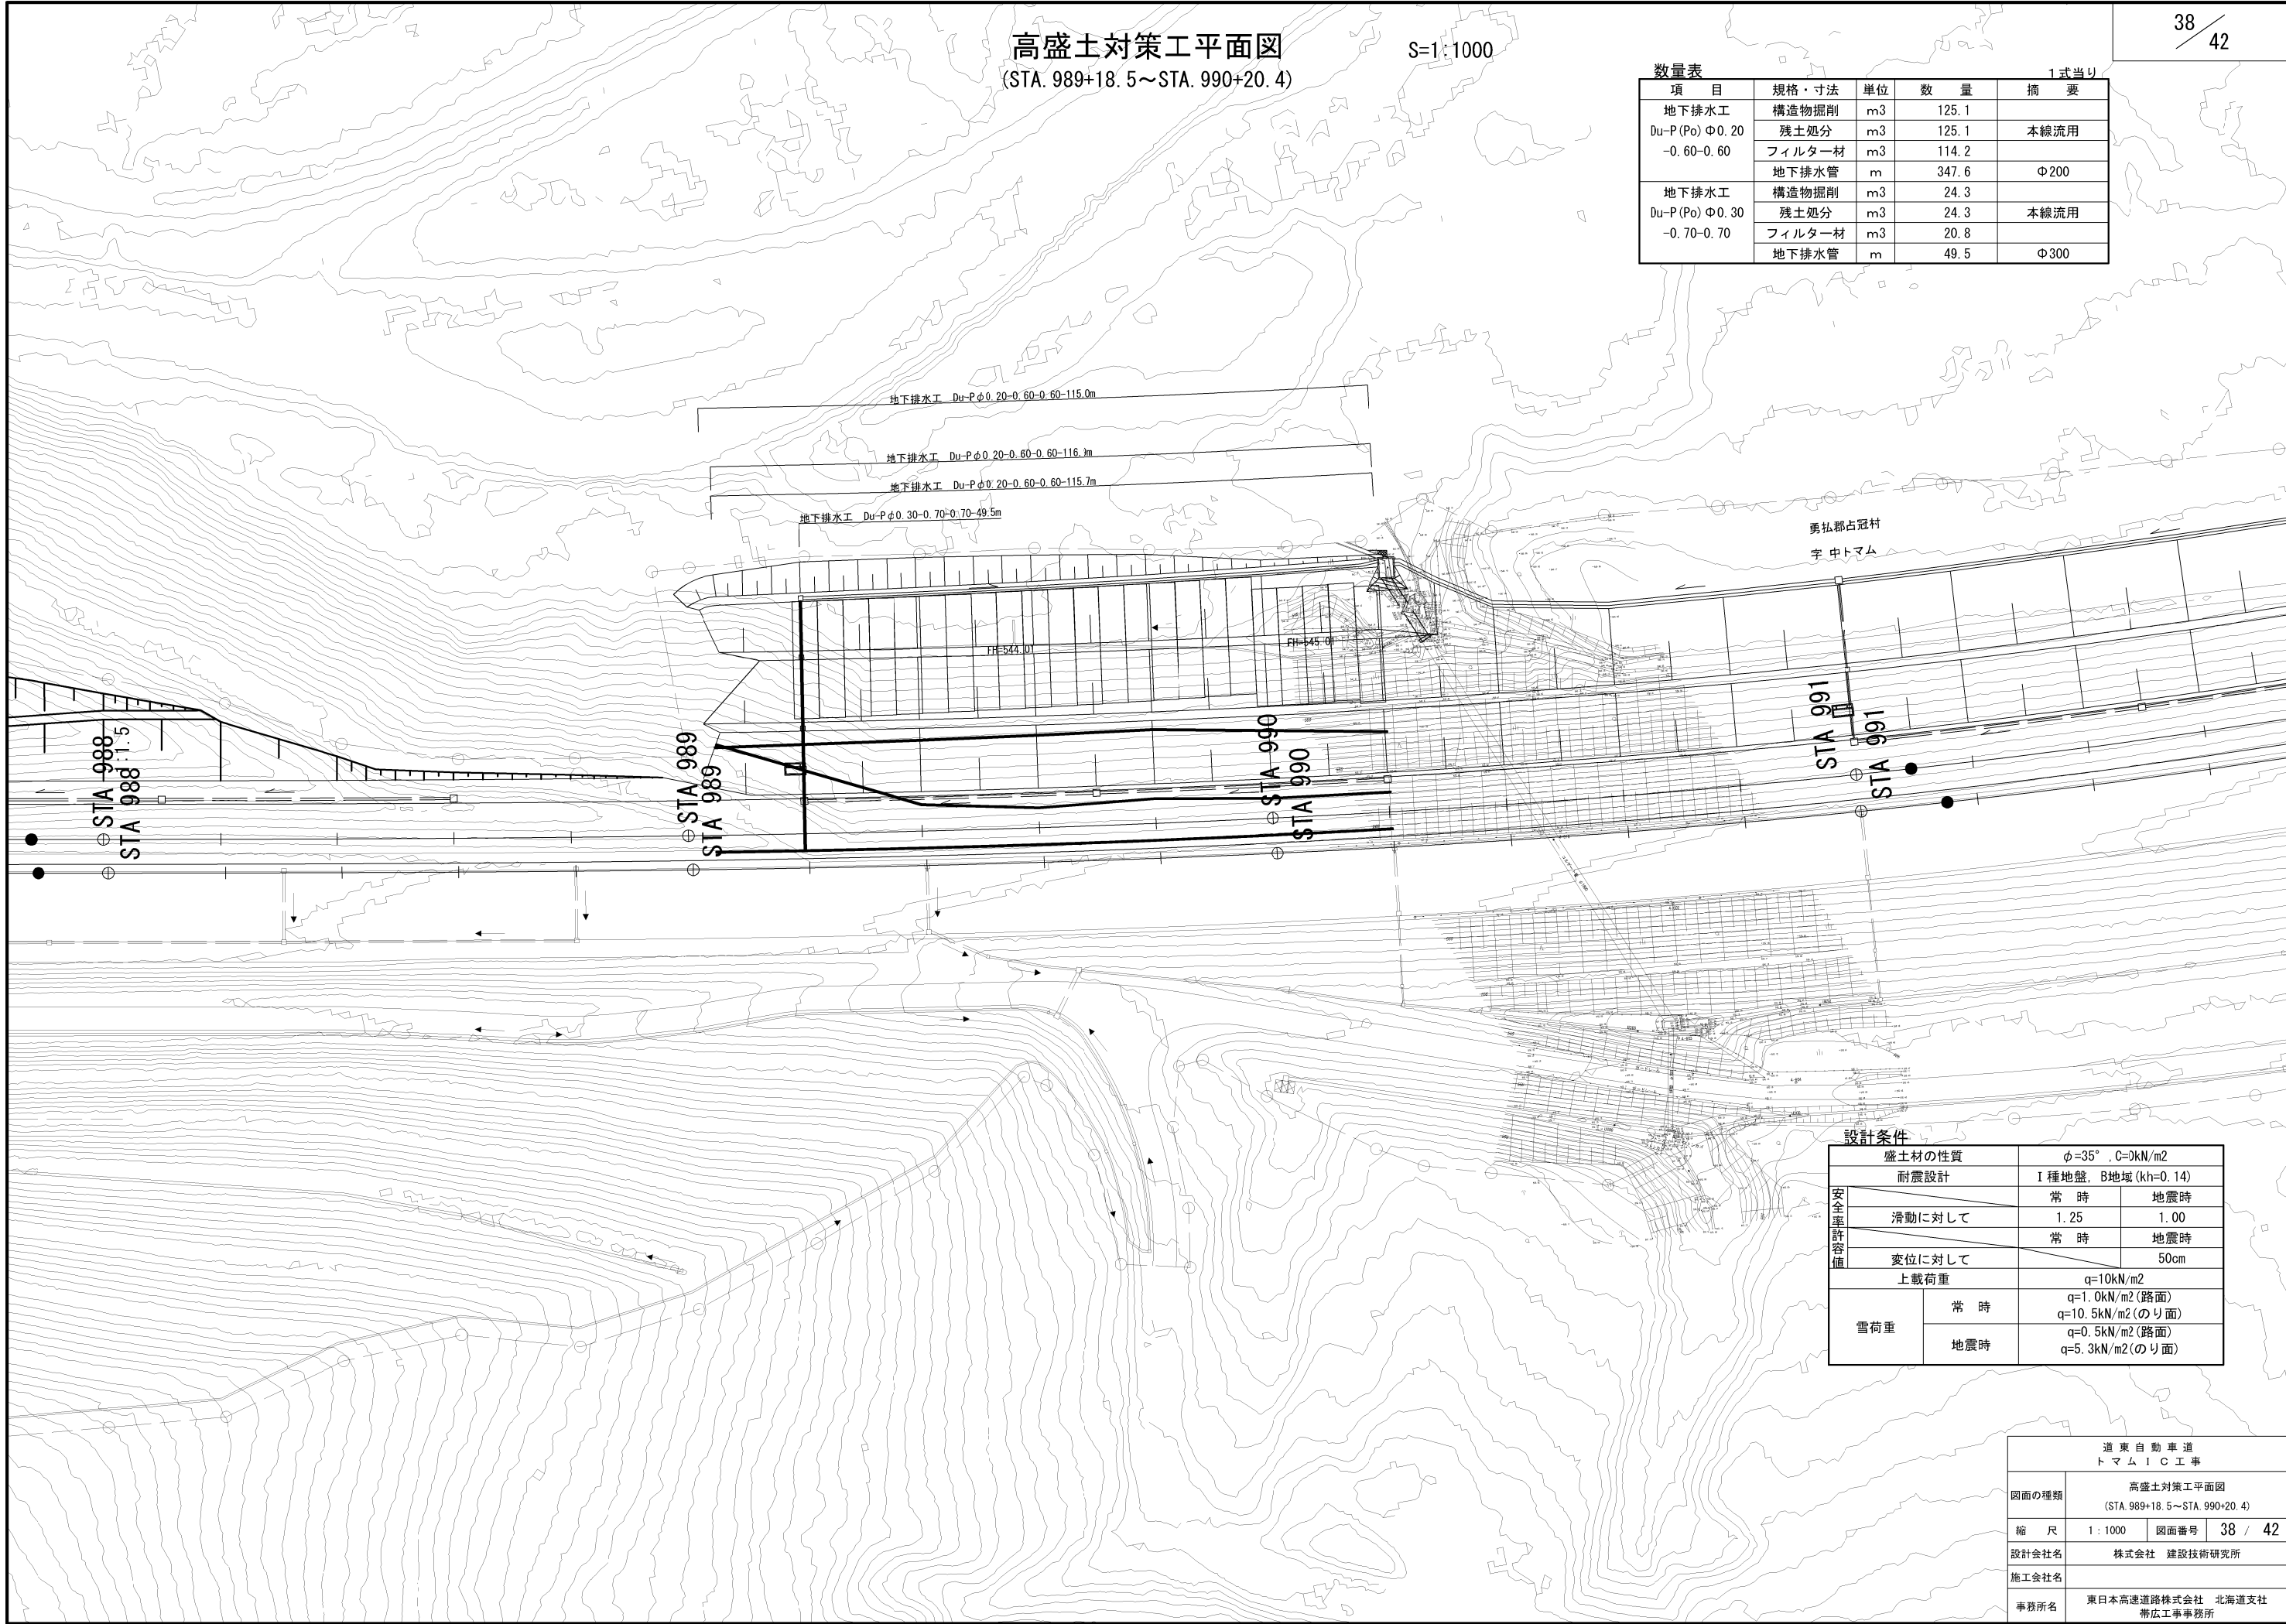 38/42
高盛土対策工平面図 S=1:1000
(STA. 989+18. 5～STA. 990+20. 4)
数量表 1式当り
項 目 規格・寸法 単位 数 量 摘 要
地下排水工 構造物掘削 m3 125. 1
Du-P(Po)Φ0. 20 残土処分 m3 125. 1 本線流用
-0. 60-0. 60 フィルター材 m3 114. 2
地下排水管 m 347. 6 Φ200
地下排水工 構造物掘削 m3 24. 3
Du-P(Po)Φ0. 30 残土処分 m3 24. 3 本線流用
-0. 70-0. 70 フィルター材 m3 20. 8
地下排水管 m 49. 5 Φ300
地下排水工 Du-Pφ0. 20-0. 60-0. 60-115. 0m
地下排水工 Du-Pφ0. 20-0. 60-0. 60-116.
地下排水工 Du-Pφ0. 20-0. 60-0. 60-115. 7m
地下排水工 Du-Pφ0. 30-0. 70-0. 70-49. 5m
勇払郡占冠村
字 中トマム
FH=544. 01
FH=545. 01
1:1.5
STA 988
STA 988
STA 989
STA 989
STA 990
STA 990
STA 991
STA 991
設計条件
盛土材の性質 φ=35° , C=0kN/m2
耐震設計 I 種地盤, B地域(kh=0. 14)
安全率 常 時 地震時
滑動に対して 1. 25 1. 00
許容値 常 時 地震時
変位に対して 50cm
上載荷重 q=10kN/m2
雪荷重 常 時 q=1. 0kN/m2(路面)
q=10. 5kN/m2(のり面)
地震時 q=0. 5kN/m2(路面)
q=5. 3kN/m2(のり面)
道 東 自 動 車 道
ト マ ム I C 工 事
図面の種類 高盛土対策工平面図
(STA. 989+18. 5～STA. 990+20. 4)
縮 尺 1 : 1000 図面番号 38 / 42
設計会社名 株式会社 建設技術研究所
施工会社名
事務所名 東日本高速道路株式会社 北海道支社
帯広工事事務所